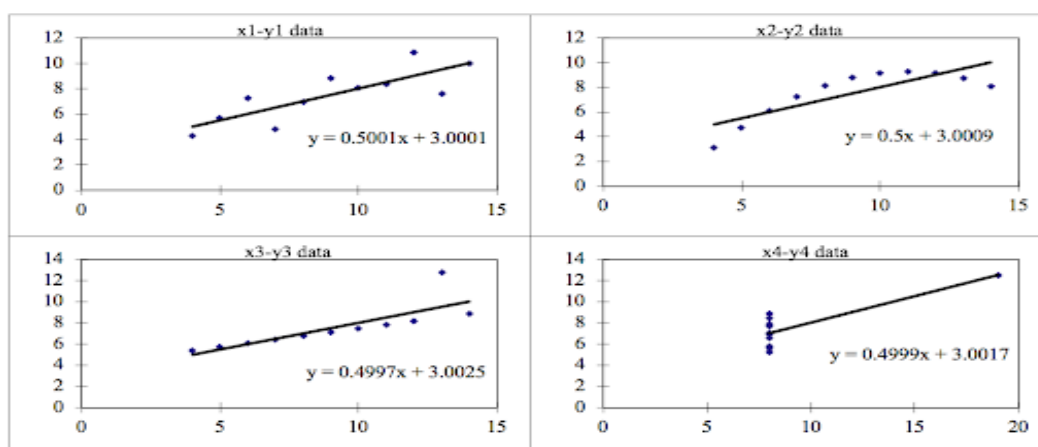 x1-y1 data
12
10
8
6
4
2
0
y = 0.5001x + 3.0001
0 5 10 15
x2-y2 data
12
10
8
6
4
2
0
y = 0.5x + 3.0009
0 5 10 15
x3-y3 data
14
12
10
8
6
4
2
0
y = 0.4997x + 3.0025
0 5 10 15
x4-y4 data
14
12
10
8
6
4
2
0
y = 0.4999x + 3.0017
0 5 10 15 20